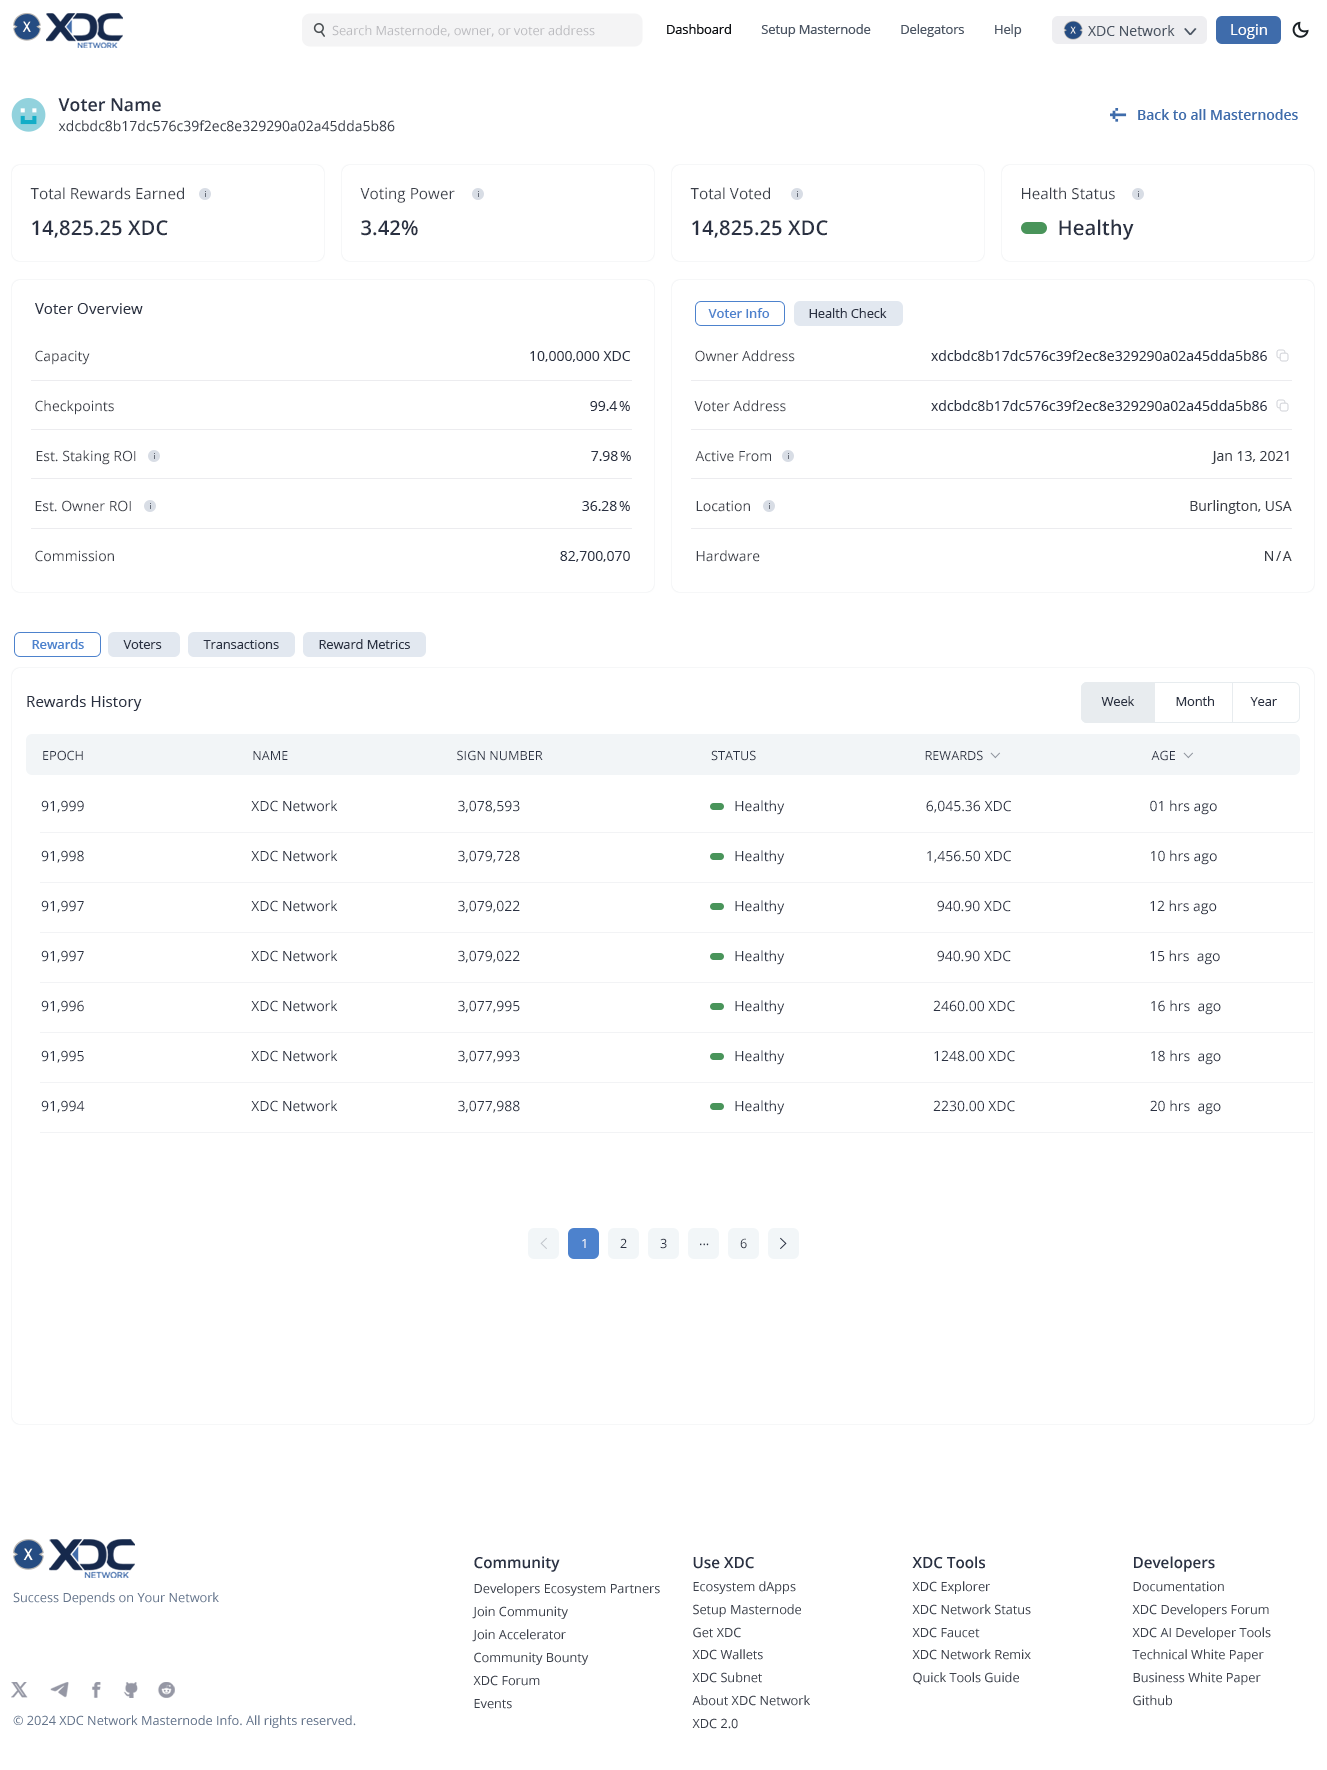 X XDC NETWORK
Search Masternode, owner, or voter address
Dashboard Setup Masternode Delegators Help X XDC Network Login
Voter Name
xdcbdc8b17dc576c39f2ec8e329290a02a45dda5b86
Back to all Masternodes
Total Rewards Earned i
14,825.25 XDC
Voting Power i
3.42%
Total Voted i
14,825.25 XDC
Health Status i
Healthy
Voter Overview
Capacity 10,000,000 XDC
Checkpoints 99.4%
Est. Staking ROI i 7.98%
Est. Owner ROI i 36.28%
Commission 82,700,070
Voter Info Health Check
Owner Address xdcbdc8b17dc576c39f2ec8e329290a02a45dda5b86
Voter Address xdcbdc8b17dc576c39f2ec8e329290a02a45dda5b86
Active From i Jan 13, 2021
Location i Burlington, USA
Hardware N/A
Rewards Voters Transactions Reward Metrics
Rewards History
Week Month Year
EPOCH NAME SIGN NUMBER STATUS REWARDS AGE
91,999 XDC Network 3,078,593 Healthy 6,045.36 XDC 01 hrs ago
91,998 XDC Network 3,079,728 Healthy 1,456.50 XDC 10 hrs ago
91,997 XDC Network 3,079,022 Healthy 940.90 XDC 12 hrs ago
91,997 XDC Network 3,079,022 Healthy 940.90 XDC 15 hrs ago
91,996 XDC Network 3,077,995 Healthy 2460.00 XDC 16 hrs ago
91,995 XDC Network 3,077,993 Healthy 1248.00 XDC 18 hrs ago
91,994 XDC Network 3,077,988 Healthy 2230.00 XDC 20 hrs ago
1 2 3 ... 6
X XDC NETWORK
Success Depends on Your Network
© 2024 XDC Network Masternode Info. All rights reserved.
Community
Developers Ecosystem Partners
Join Community
Join Accelerator
Community Bounty
XDC Forum
Events
Use XDC
Ecosystem dApps
Setup Masternode
Get XDC
XDC Wallets
XDC Subnet
About XDC Network
XDC 2.0
XDC Tools
XDC Explorer
XDC Network Status
XDC Faucet
XDC Network Remix
Quick Tools Guide
Developers
Documentation
XDC Developers Forum
XDC AI Developer Tools
Technical White Paper
Business White Paper
Github